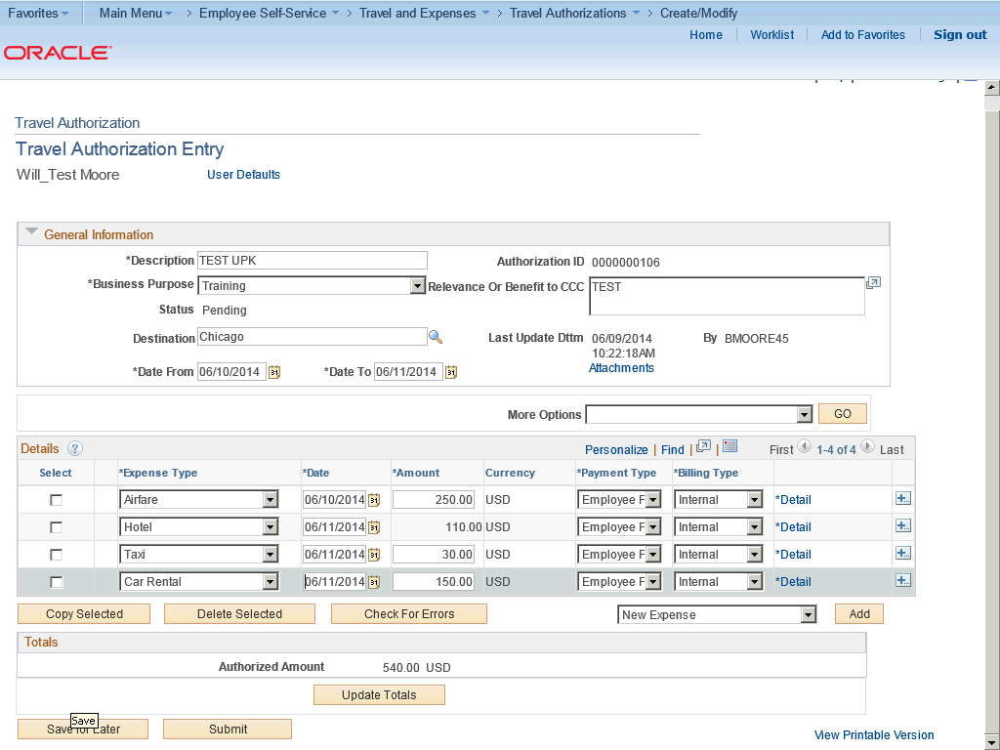 Favorites Main Menu > Employee Self-Service > Travel and Expenses > Travel Authorizations > Create/Modify
Home Worklist Add to Favorites Sign out
ORACLE
Travel Authorization
Travel Authorization Entry
Will_Test Moore User Defaults
General Information
*Description TEST UPK Authorization ID 0000000106
*Business Purpose Training Relevance Or Benefit to CCC TEST
Status Pending
Destination Chicago Last Update Dttm 06/09/2014 By BMOORE45
10:22:18AM
*Date From 06/10/2014 31 *Date To 06/11/2014 31 Attachments
More Options GO
Details ? Personalize | Find | | First 1-4 of 4 Last
Select *Expense Type *Date *Amount Currency *Payment Type *Billing Type
Airfare 06/10/2014 31 250.00 USD Employee P Internal *Detail
Hotel 06/11/2014 31 110.00 USD Employee P Internal *Detail
Taxi 06/11/2014 31 30.00 USD Employee P Internal *Detail
Car Rental 06/11/2014 31 150.00 USD Employee P Internal *Detail
Copy Selected Delete Selected Check For Errors New Expense Add
Totals
Authorized Amount 540.00 USD
Update Totals
Save
Save for Later Submit
View Printable Version